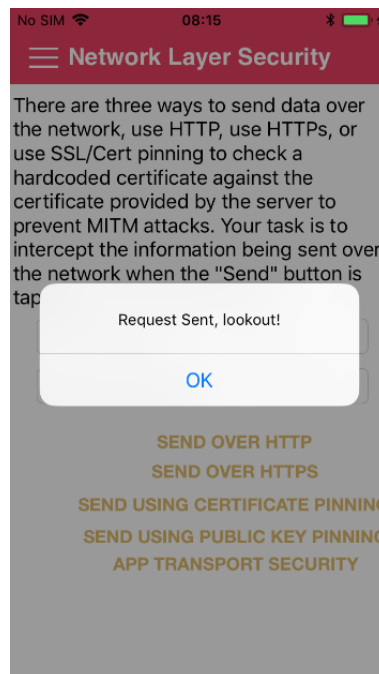 No SIM 08:15
Network Layer Security
There are three ways to send data over
the network, use HTTP, use HTTPs, or
use SSL/Cert pinning to check a
hardcoded certificate against the
certificate provided by the server to
prevent MITM attacks. Your task is to
intercept the information being sent over
the network when the "Send" button is
tap
Request Sent, lookout!
OK
SEND OVER HTTP
SEND OVER HTTPS
SEND USING CERTIFICATE PINNING
SEND USING PUBLIC KEY PINNING
APP TRANSPORT SECURITY